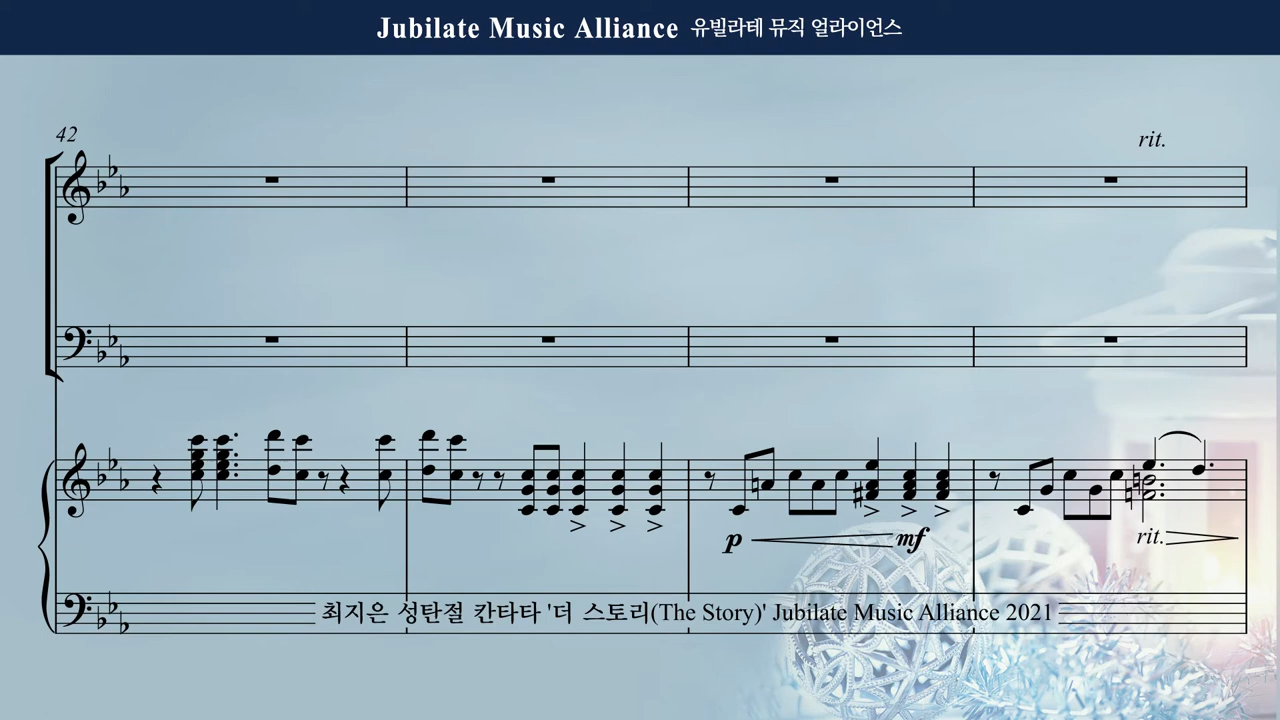 Jubilate Music Alliance 유빌라테 뮤직 얼라이언스
42
rit.
p mf
rit.
최지은 성탄절 칸타타 '더 스토리(The Story)' Jubilate Music Alliance 2021